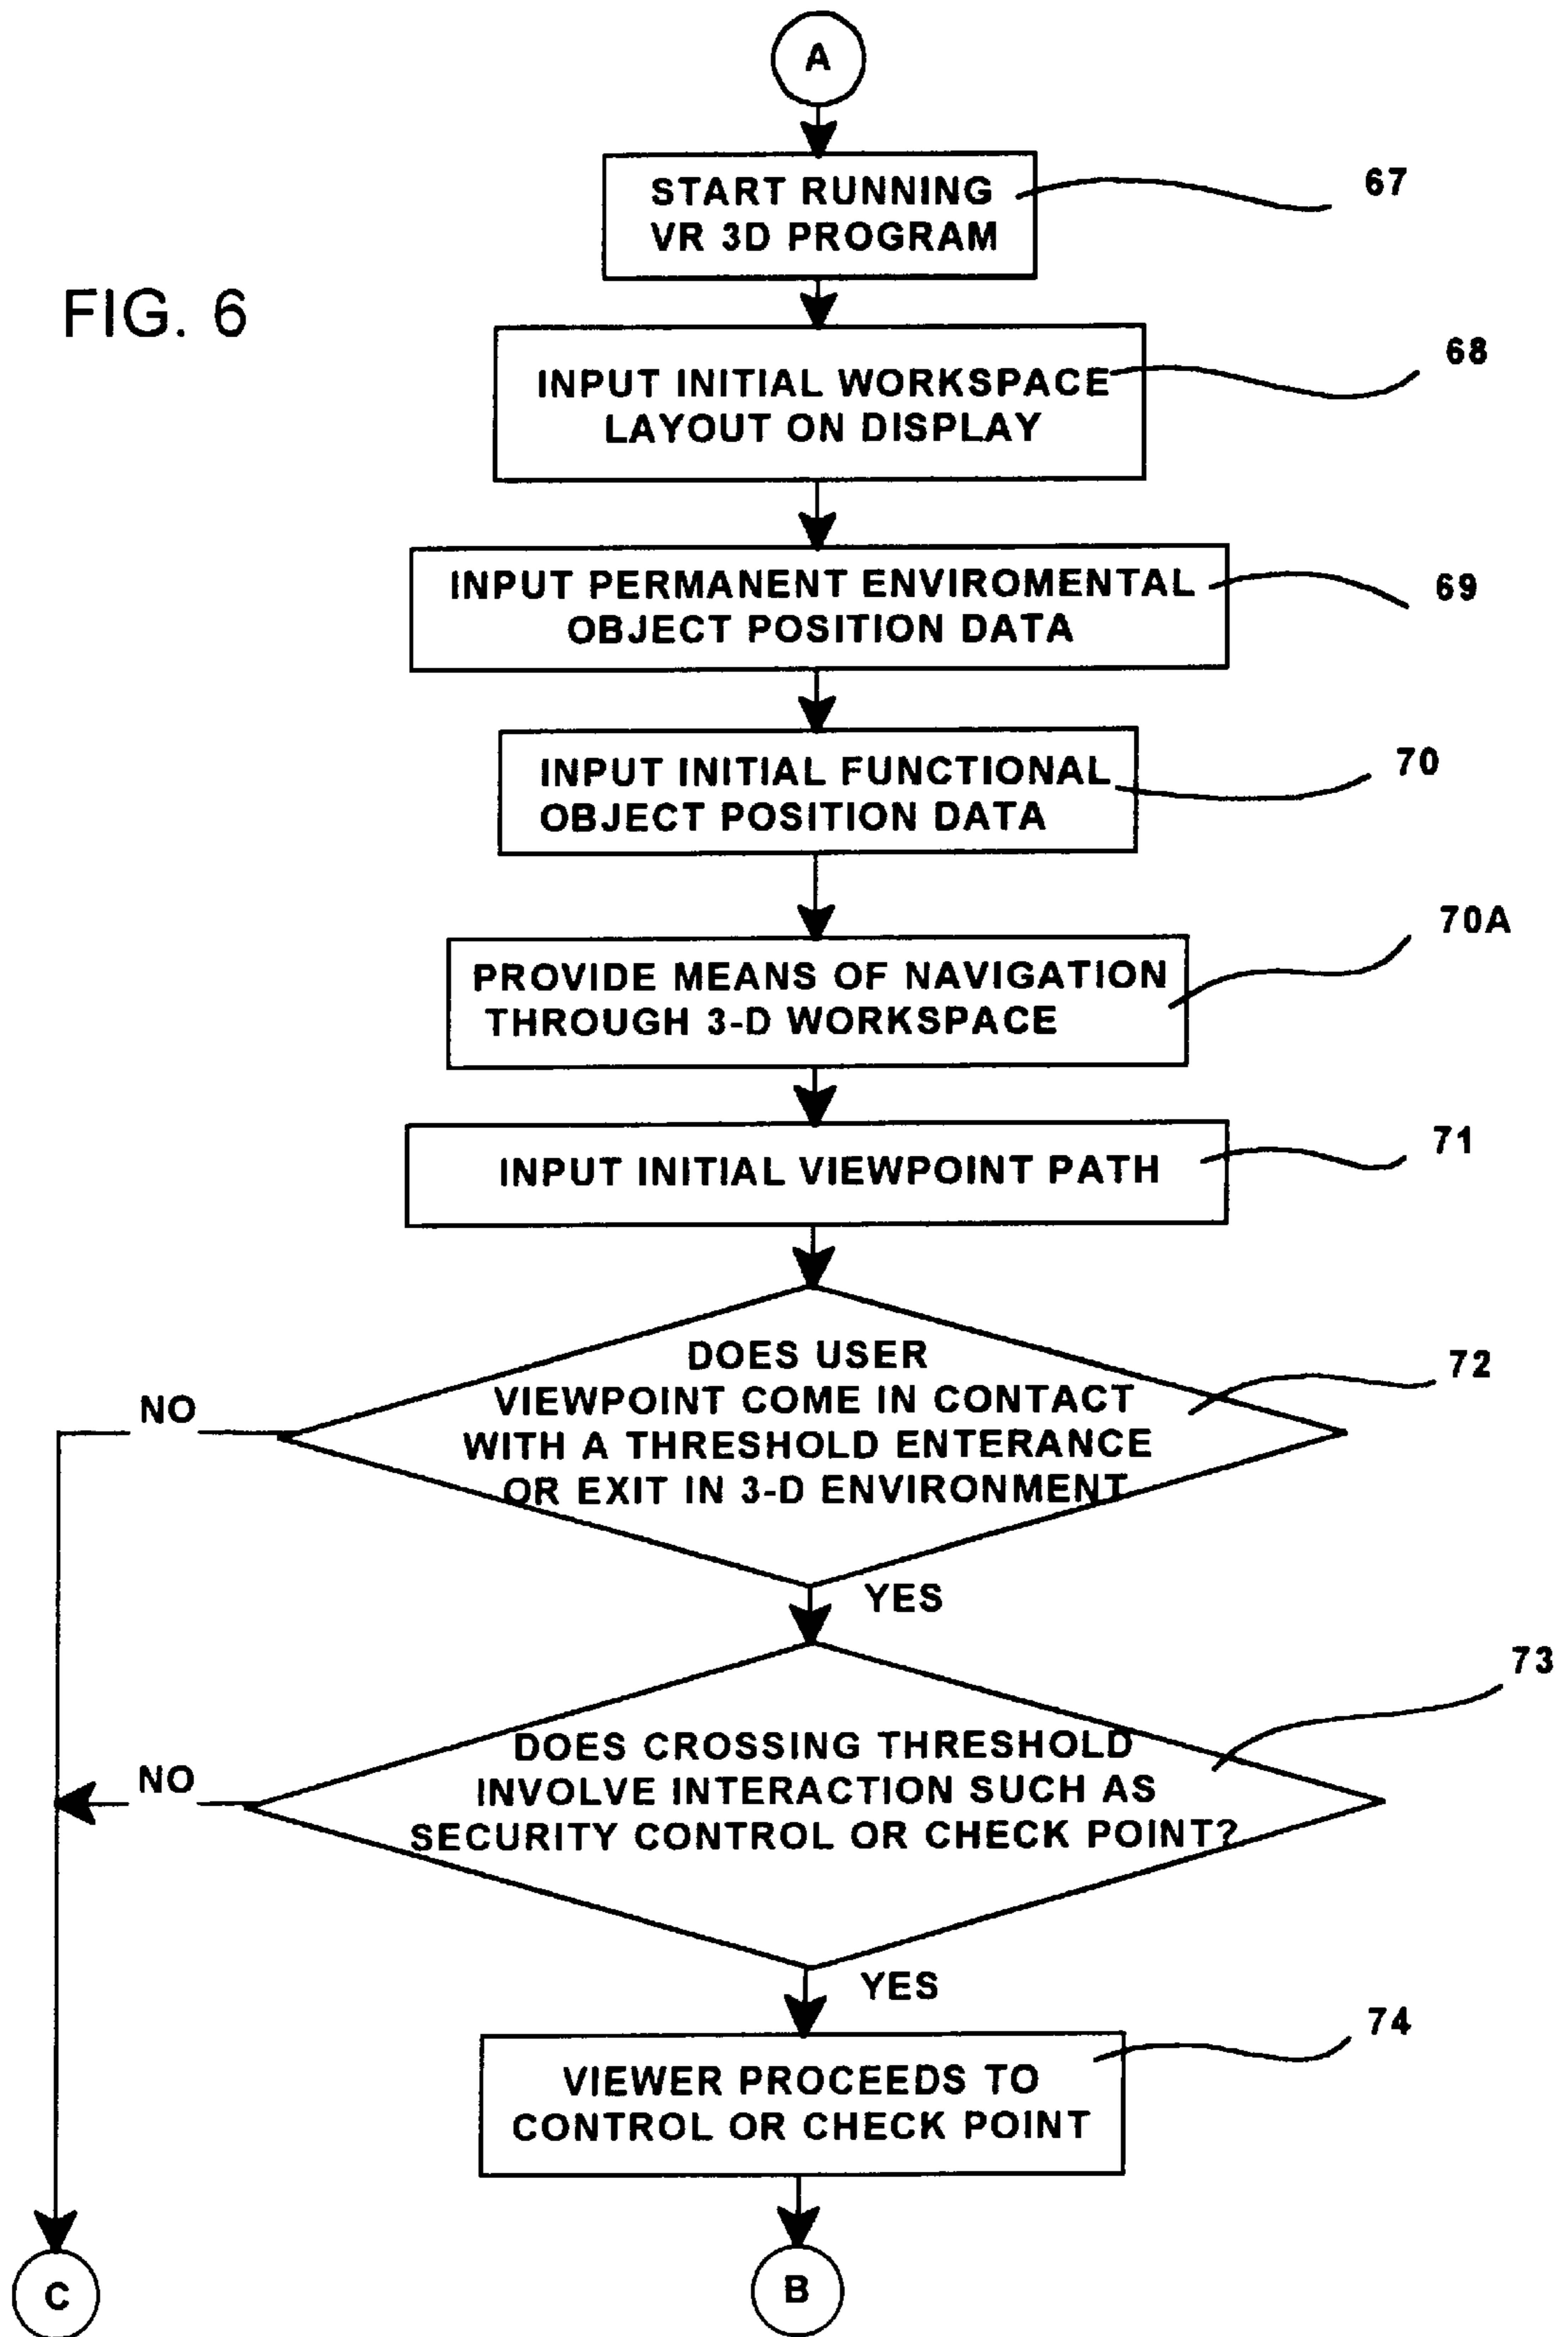 A
START RUNNING
VR 3D PROGRAM
67
FIG. 6
INPUT INITIAL WORKSPACE
LAYOUT ON DISPLAY
68
INPUT PERMANENT ENVIROMENTAL
OBJECT POSITION DATA
69
INPUT INITIAL FUNCTIONAL
OBJECT POSITION DATA
70
PROVIDE MEANS OF NAVIGATION
THROUGH 3-D WORKSPACE
70A
INPUT INITIAL VIEWPOINT PATH
71
DOES USER
VIEWPOINT COME IN CONTACT
WITH A THRESHOLD ENTERANCE
OR EXIT IN 3-D ENVIRONMENT
72
NO
YES
DOES CROSSING THRESHOLD
INVOLVE INTERACTION SUCH AS
SECURITY CONTROL OR CHECK POINT?
73
NO
YES
VIEWER PROCEEDS TO
CONTROL OR CHECK POINT
74
C
B